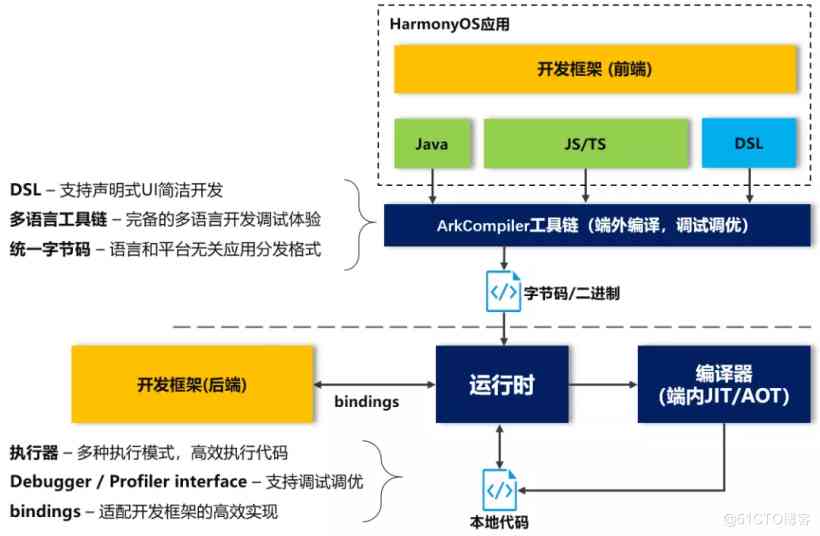 HarmonyOS应用
开发框架 (前端)
Java
JS/TS
DSL
DSL – 支持声明式UI简洁开发
多语言工具链 – 完备的多语言开发调试体验
统一字节码 – 语言和平台无关应用分发格式
ArkCompiler工具链（端外编译，调试调优）
</>
字节码/二进制
开发框架(后端)
bindings
运行时
编译器
(端内JIT/AOT)
执行器 – 多种执行模式，高效执行代码
Debugger / Profiler interface – 支持调试调优
bindings – 适配开发框架的高效实现
</>
本地代码
@51CTO博客